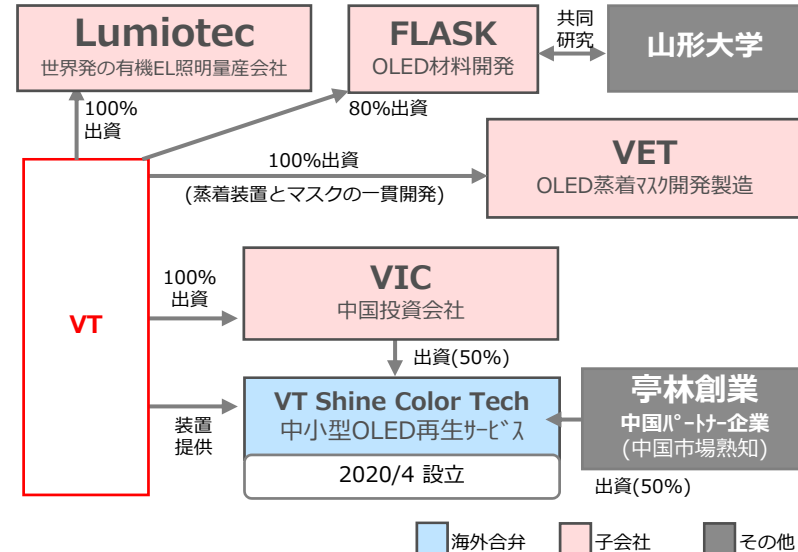 Lumiotec
世界発の有機EL照明量産会社
FLASK
OLED材料開発
共同
研究
山形大学
100%
出資
80%出資
100%出資
(蒸着装置とマスクの一貫開発)
VET
OLED蒸着ﾏｽｸ開発製造
VT
100%
出資
VIC
中国投資会社
出資(50%)
VT Shine Color Tech
中小型OLED再生ｻｰﾋﾞｽ
2020/4 設立
装置
提供
亭林創業
中国ﾊﾟｰﾄﾅｰ企業
(中国市場熟知)
出資(50%)
海外合弁
子会社
その他